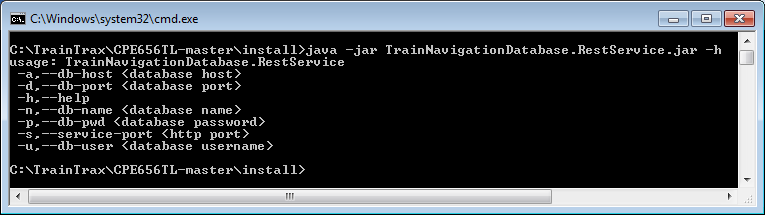 C:\Windows\system32\cmd.exe
C:\TrainTrax\CPE656TL-master\install>java -jar TrainNavigationDatabase.RestService.jar -h
usage: TrainNavigationDatabase.RestService
-a,--db-host <database host>
-d,--db-port <database port>
-h,--help
-n,--db-name <database name>
-p,--db-pwd <database password>
-s,--service-port <http port>
-u,--db-user <database username>
C:\TrainTrax\CPE656TL-master\install>